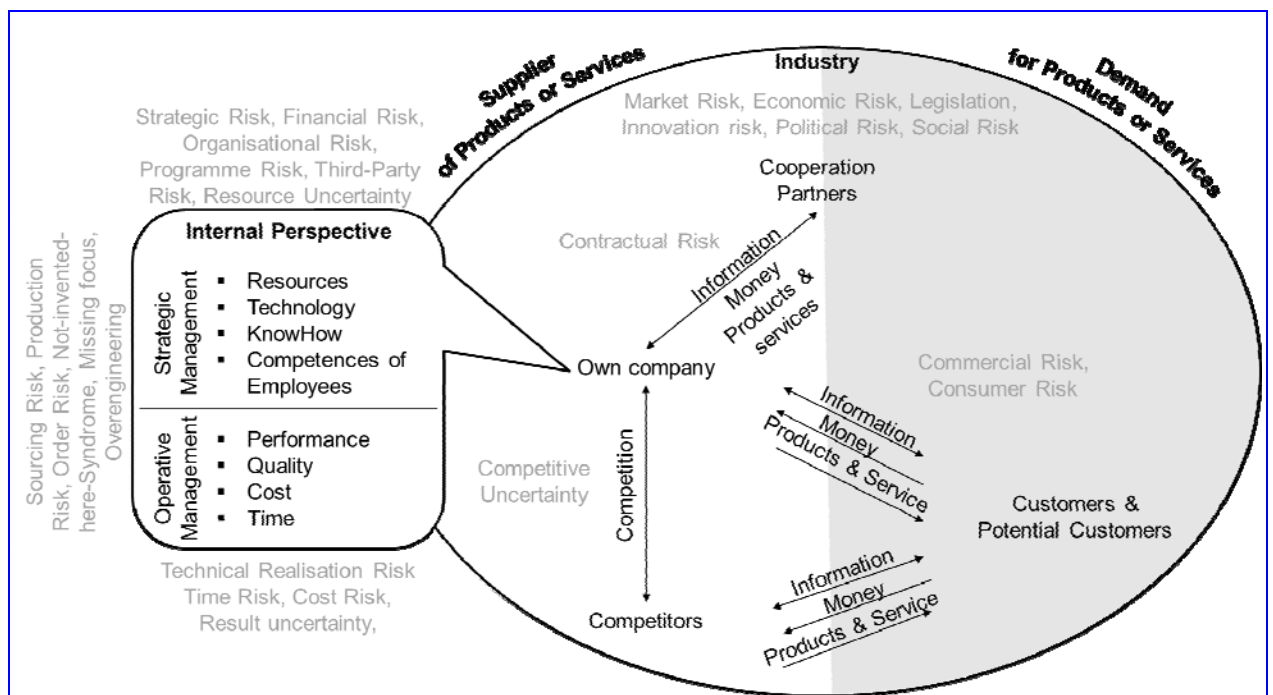 Supplier
of Products or Services
Industry
Demand
for Products or Services
Market Risk, Economic Risk, Legislation,
Innovation risk, Political Risk, Social Risk
Strategic Risk, Financial Risk,
Organisational Risk,
Programme Risk, Third-Party
Risk, Resource Uncertainty
Sourcing Risk, Production
Risk, Order Risk, Not-invented-
here-Syndrome, Missing focus,
Overengineering
Internal Perspective
Strategic
Management
▪ Resources
▪ Technology
▪ KnowHow
▪ Competences of
Employees
Operative
Management
▪ Performance
▪ Quality
▪ Cost
▪ Time
Technical Realisation Risk
Time Risk, Cost Risk,
Result uncertainty,
Cooperation
Partners
Contractual Risk
Information
Money
Products &
services
Own company
Commercial Risk,
Consumer Risk
Information
Money
Products & Service
Competitive
Uncertainty
Competition
Customers &
Potential Customers
Competitors
Information
Money
Products & Service